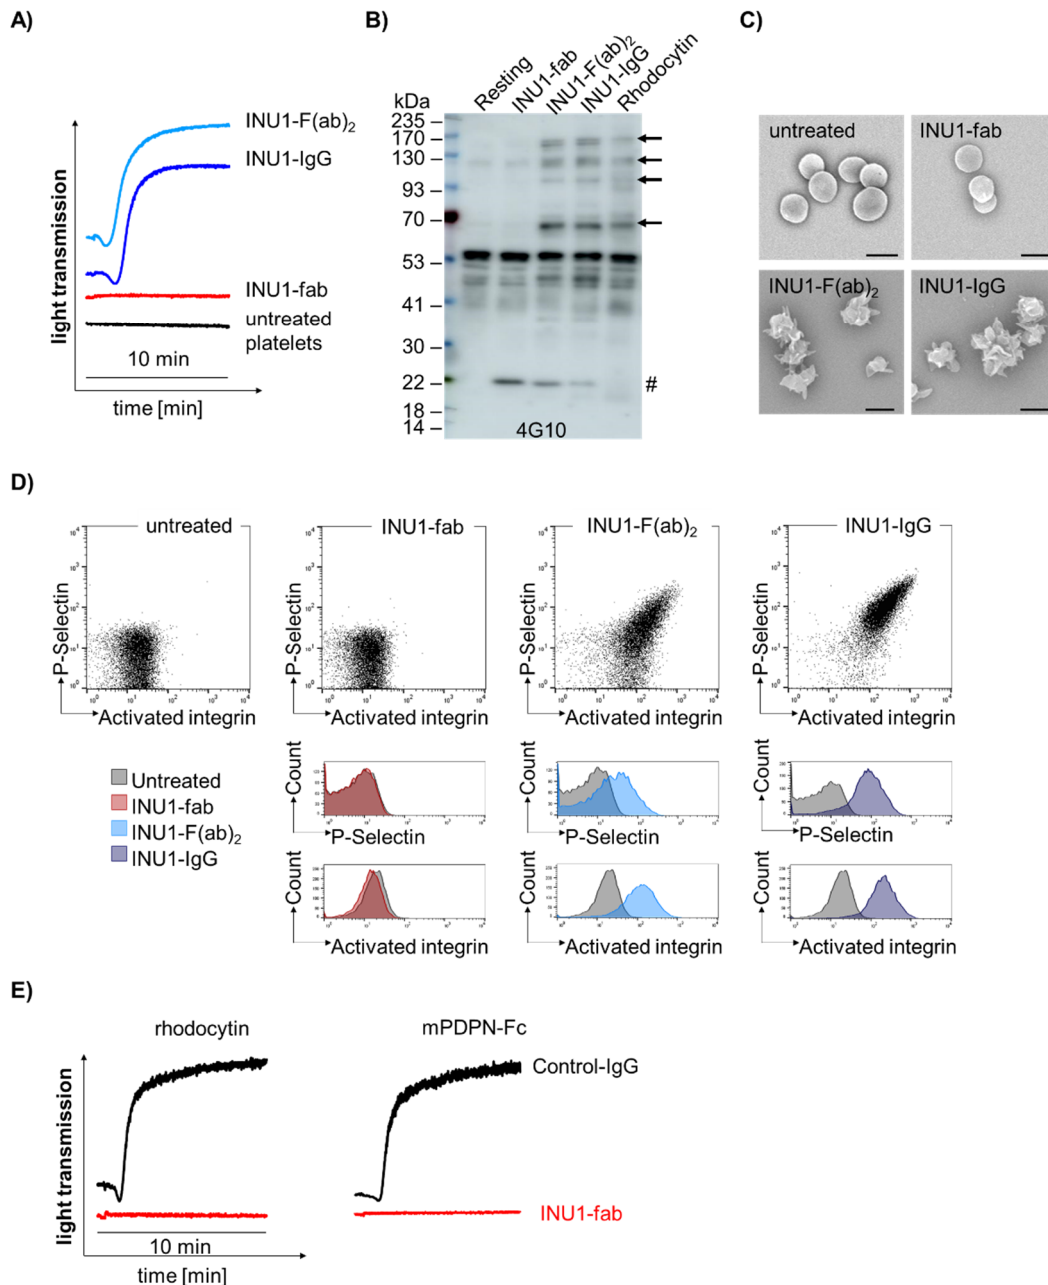 A)
light transmission
INU1-F(ab)2
INU1-IgG
INU1-fab
untreated
platelets
10 min
time [min]
B)
Resting
INU1-fab
INU1-F(ab)2
INU1-IgG
Rhodocytin
kDa
235
170
130
93
70
53
41
30
22
18
14
#
4G10
C)
untreated
INU1-fab
INU1-F(ab)2
INU1-IgG
D)
untreated
INU1-fab
INU1-F(ab)2
INU1-IgG
P-Selectin
P-Selectin
P-Selectin
P-Selectin
Activated integrin
Activated integrin
Activated integrin
Activated integrin
Untreated
INU1-fab
INU1-F(ab)2
INU1-IgG
Count
Count
Count
P-Selectin
P-Selectin
P-Selectin
Count
Count
Count
Activated integrin
Activated integrin
Activated integrin
E)
rhodocytin
mPDPN-Fc
light transmission
Control-IgG
INU1-fab
10 min
time [min]